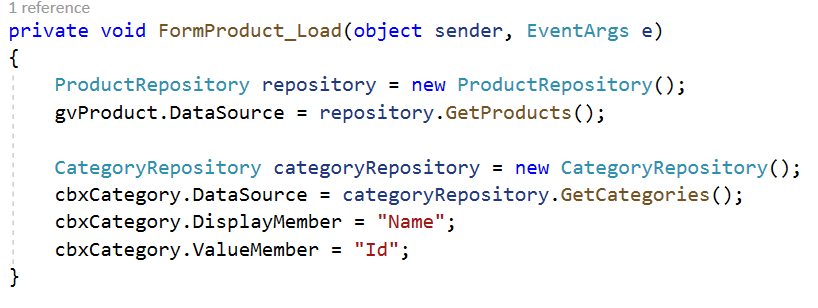 1 reference
private void FormProduct_Load(object sender, EventArgs e)
{
    ProductRepository repository = new ProductRepository();
    gvProduct.DataSource = repository.GetProducts();

    CategoryRepository categoryRepository = new CategoryRepository();
    cbxCategory.DataSource = categoryRepository.GetCategories();
    cbxCategory.DisplayMember = "Name";
    cbxCategory.ValueMember = "Id";
}